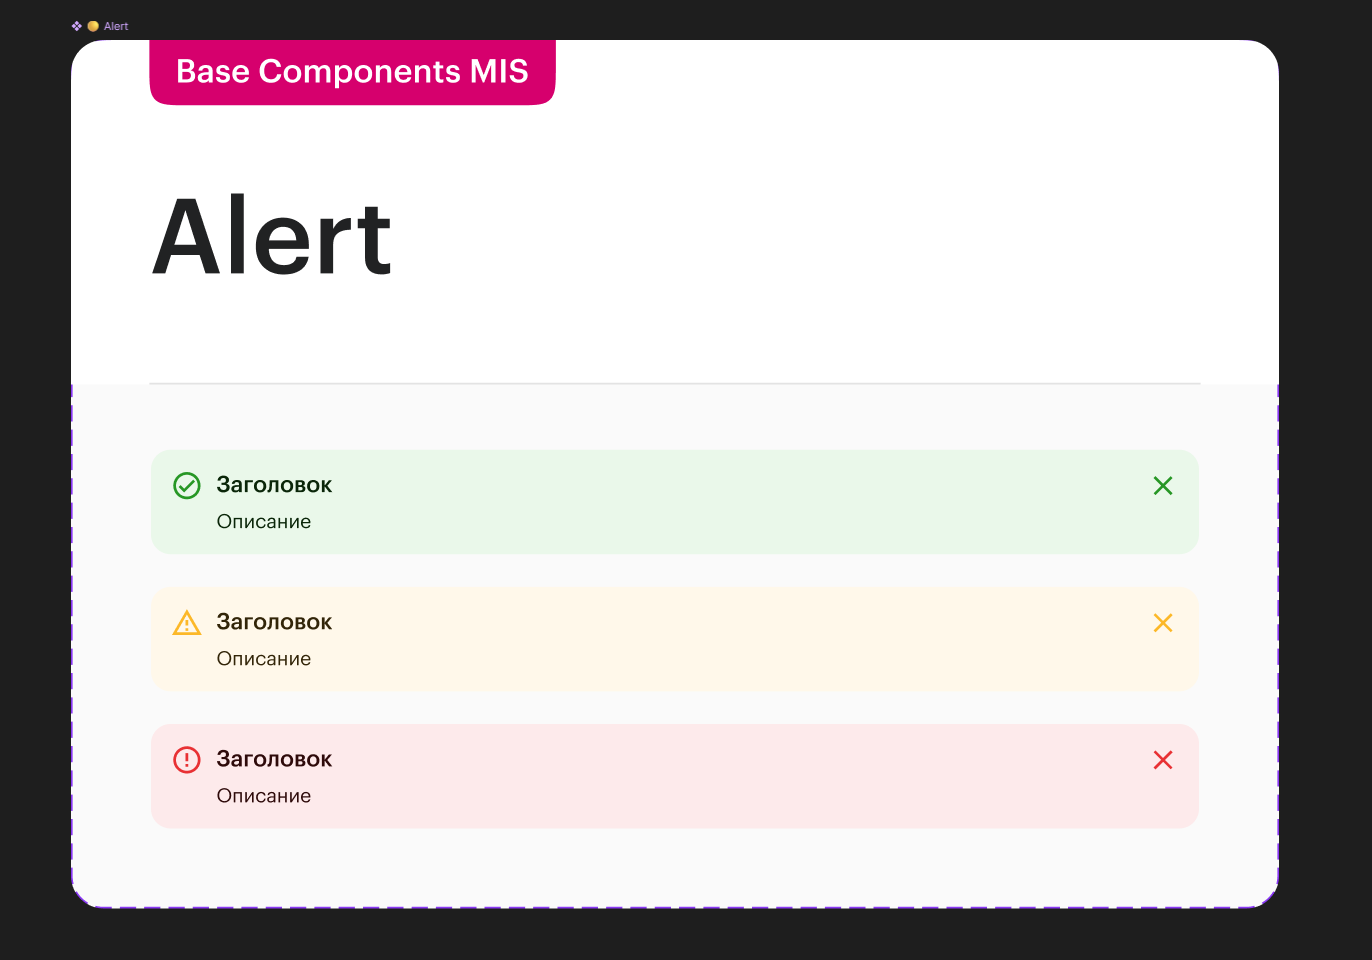 Alert
Base Components MIS
Alert
Заголовок
Описание
Заголовок
Описание
Заголовок
Описание